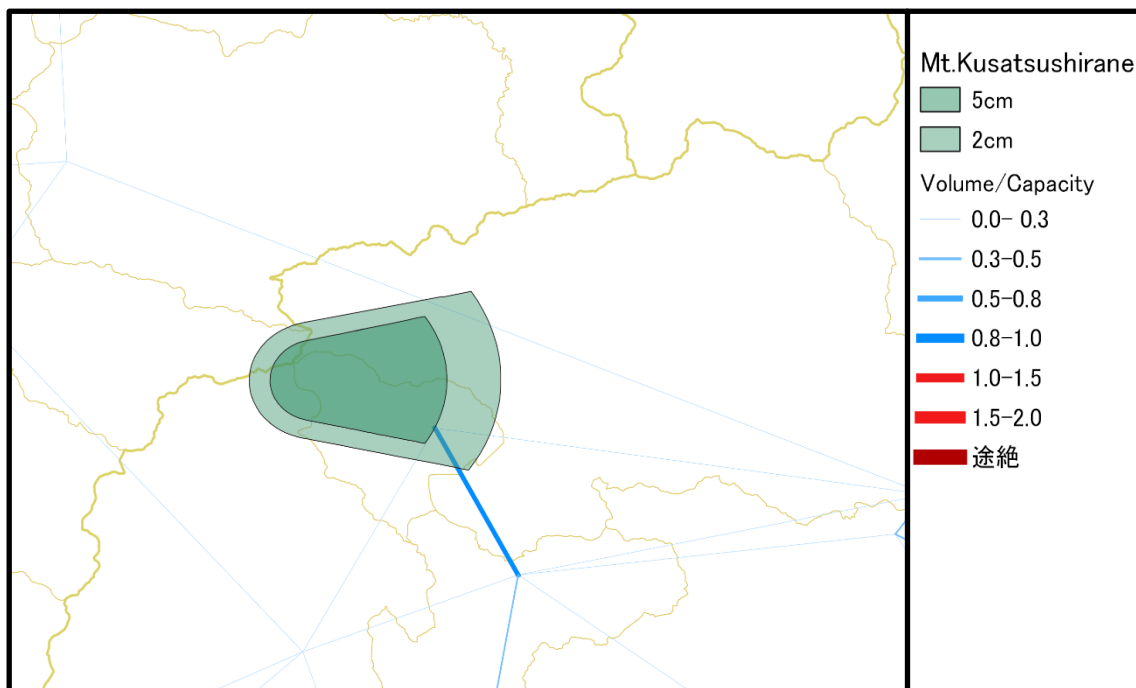 Mt.Kusatsushirane
5cm
2cm
Volume/Capacity
0.0- 0.3
0.3-0.5
0.5-0.8
0.8-1.0
1.0-1.5
1.5-2.0
途絶